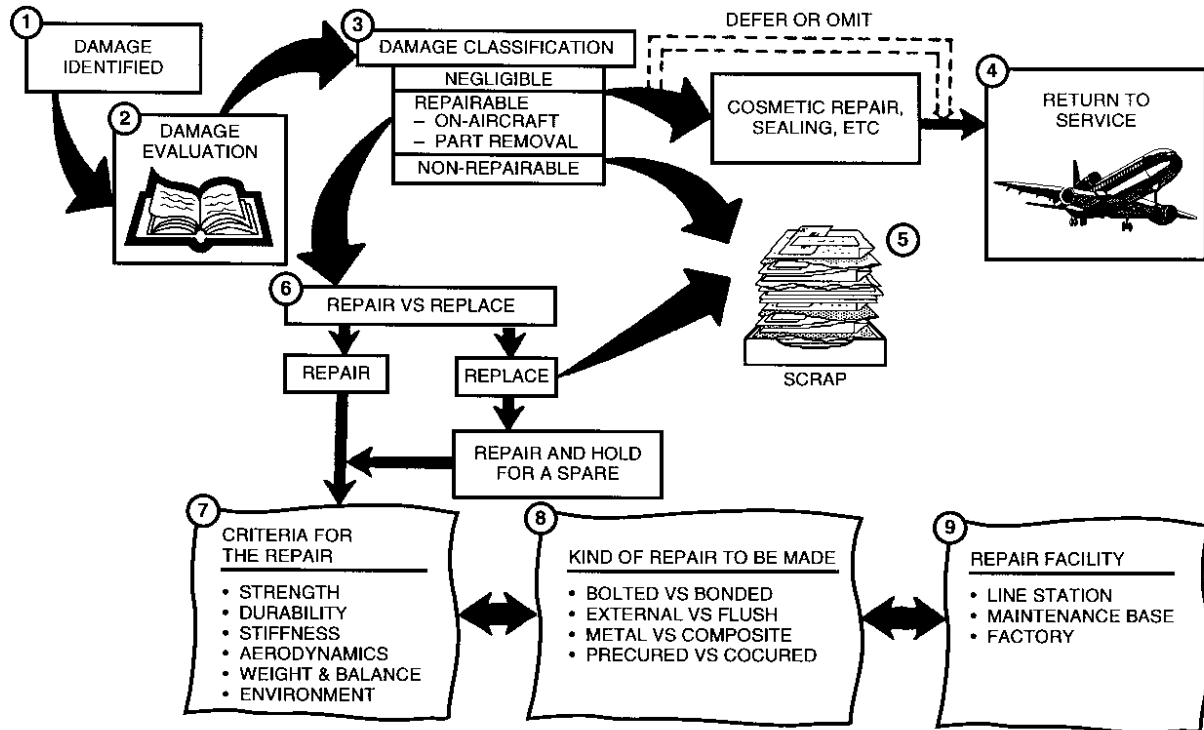 1
DAMAGE
IDENTIFIED
2
DAMAGE
EVALUATION
3
DAMAGE CLASSIFICATION
NEGLIGIBLE
REPAIRABLE
– ON-AIRCRAFT
– PART REMOVAL
NON-REPAIRABLE
DEFER OR OMIT
COSMETIC REPAIR,
SEALING, ETC
4
RETURN TO
SERVICE
5
SCRAP
6
REPAIR VS REPLACE
REPAIR
REPLACE
REPAIR AND HOLD
FOR A SPARE
7
CRITERIA FOR
THE REPAIR
• STRENGTH
• DURABILITY
• STIFFNESS
• AERODYNAMICS
• WEIGHT & BALANCE
• ENVIRONMENT
8
KIND OF REPAIR TO BE MADE
• BOLTED VS BONDED
• EXTERNAL VS FLUSH
• METAL VS COMPOSITE
• PRECURED VS COCURED
9
REPAIR FACILITY
• LINE STATION
• MAINTENANCE BASE
• FACTORY